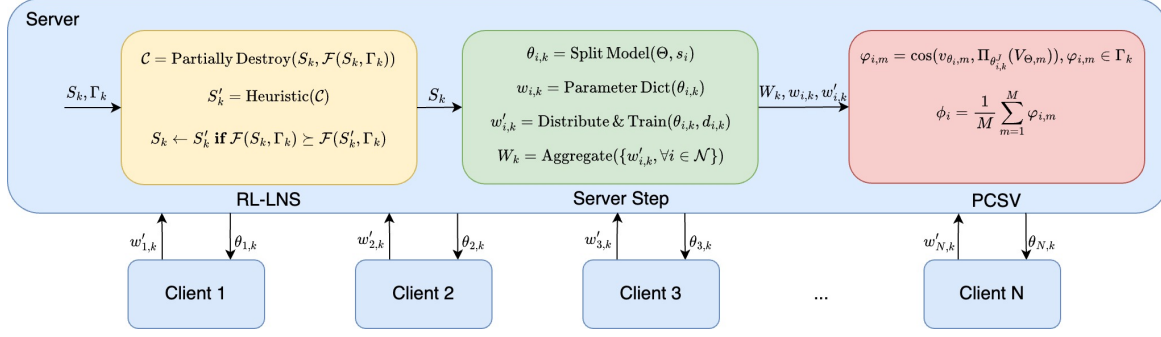 Server
S_k, Γ_k
𝒞 = Partially Destroy(S_k, ℱ(S_k, Γ_k))
S'_k = Heuristic(𝒞)
S_k ← S'_k if ℱ(S_k, Γ_k) ⪰ ℱ(S'_k, Γ_k)
RL-LNS
S_k
θ_{i,k} = Split Model(Θ, s_i)
w_{i,k} = Parameter Dict(θ_{i,k})
w'_{i,k} = Distribute & Train(θ_{i,k}, d_{i,k})
W_k = Aggregate({w'_{i,k}, ∀i ∈ 𝒩})
Server Step
W_k, w_{i,k}, w'_{i,k}
φ_{i,m} = cos(v_{θ_i,m}, Π_{θ^J_{i,k}}(V_{Θ,m})), φ_{i,m} ∈ Γ_k
ϕ_i = \frac{1}{M} \sum_{m=1}^{M} φ_{i,m}
PCSV
w'_{1,k}
θ_{1,k}
w'_{2,k}
θ_{2,k}
w'_{3,k}
θ_{3,k}
w'_{N,k}
θ_{N,k}
Client 1
Client 2
Client 3
...
Client N